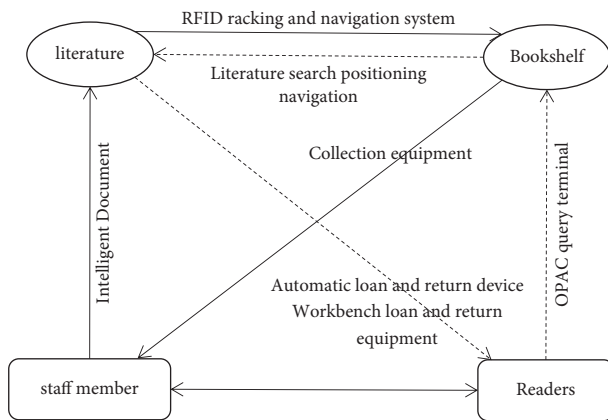 RFID racking and navigation system
literature
Bookshelf
Literature search positioning
navigation
Collection equipment
Intelligent Document
OPAC query terminal
Automatic loan and return device
Workbench loan and return
equipment
staff member
Readers